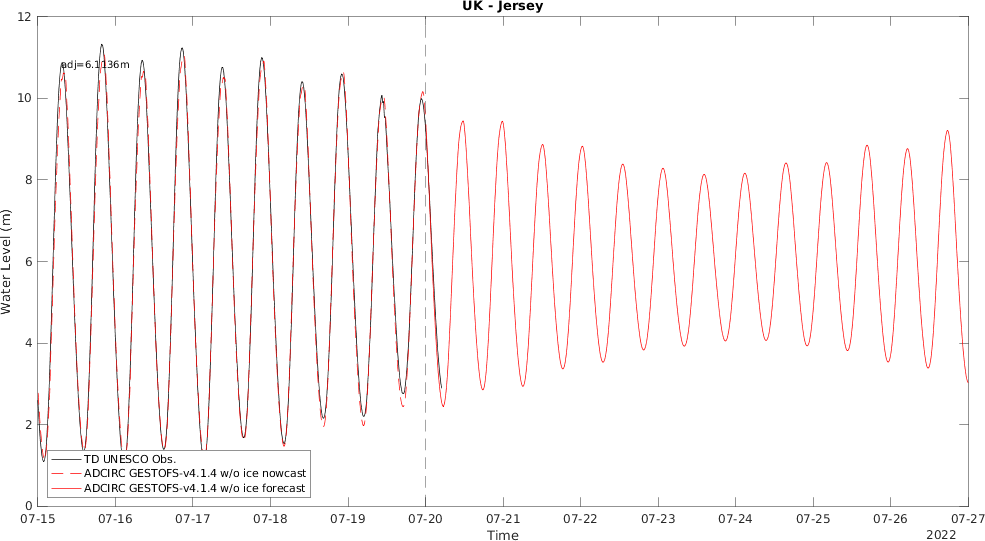 UK - Jersey
12
10
8
6
4
2
0
Water Level (m)
adj=6.1136m
TD UNESCO Obs.
ADCIRC GESTOFS-v4.1.4 w/o ice nowcast
ADCIRC GESTOFS-v4.1.4 w/o ice forecast
07-15 07-16 07-17 07-18 07-19 07-20 07-21 07-22 07-23 07-24 07-25 07-26 07-27
Time
2022